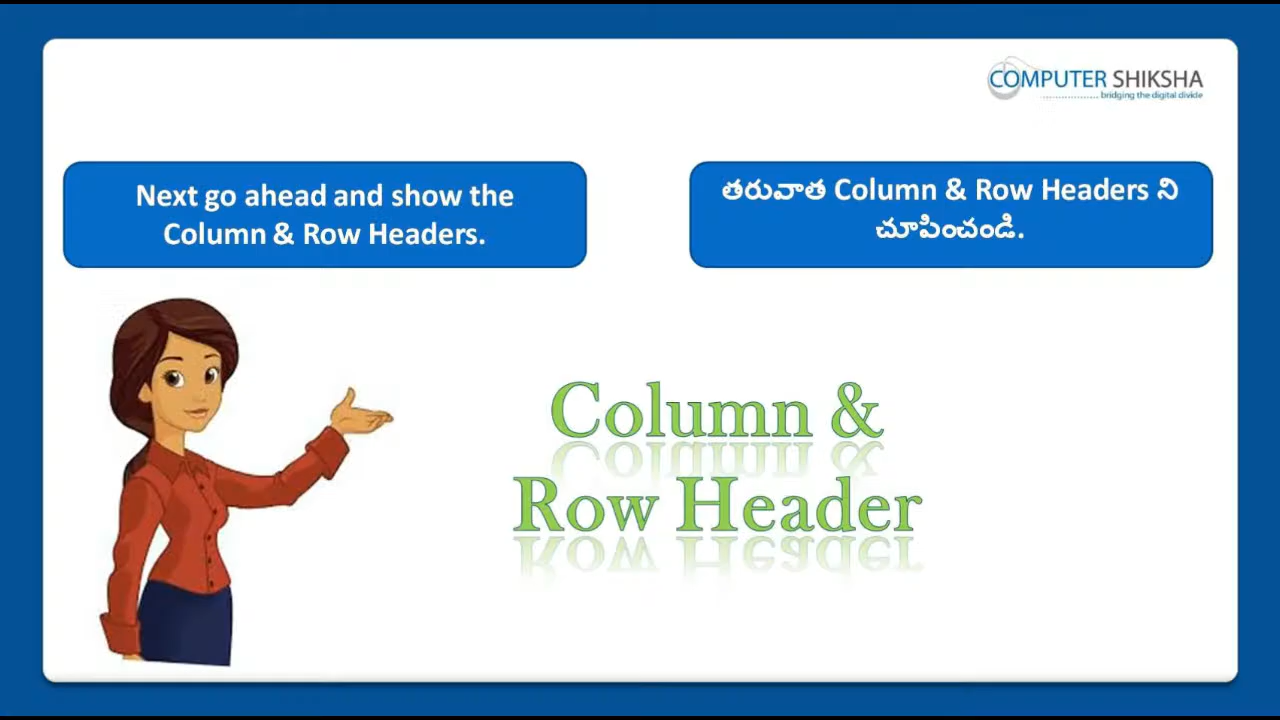 COMPUTER SHIKSHA
bridging the digital divide
Next go ahead and show the
Column & Row Headers.
తరువాత Column & Row Headers ని
చూపించండి.
Column &
Row Header